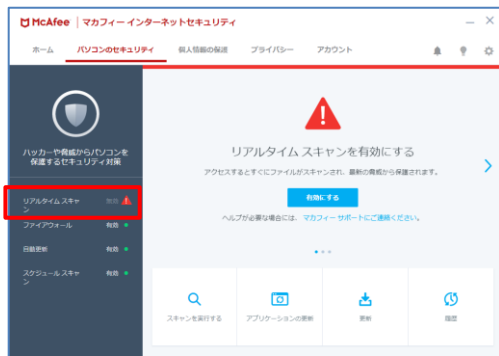 McAfee | マカフィー インターネットセキュリティ
ホーム パソコンのセキュリティ 個人情報の保護 プライバシー アカウント
ハッカーや脅威からパソコンを
保護するセキュリティ対策
リアルタイム スキャ
ン
ファイアウォール 有効
自動更新 有効
スケジュール スキャ
ン 有効
リアルタイム スキャンを有効にする
アクセスするとすぐにファイルがスキャンされ、最新の脅威から保護されます。
有効にする
ヘルプが必要な場合には、マカフィー サポートにご連絡ください。
スキャンを実行する アプリケーションの更新 更新 履歴